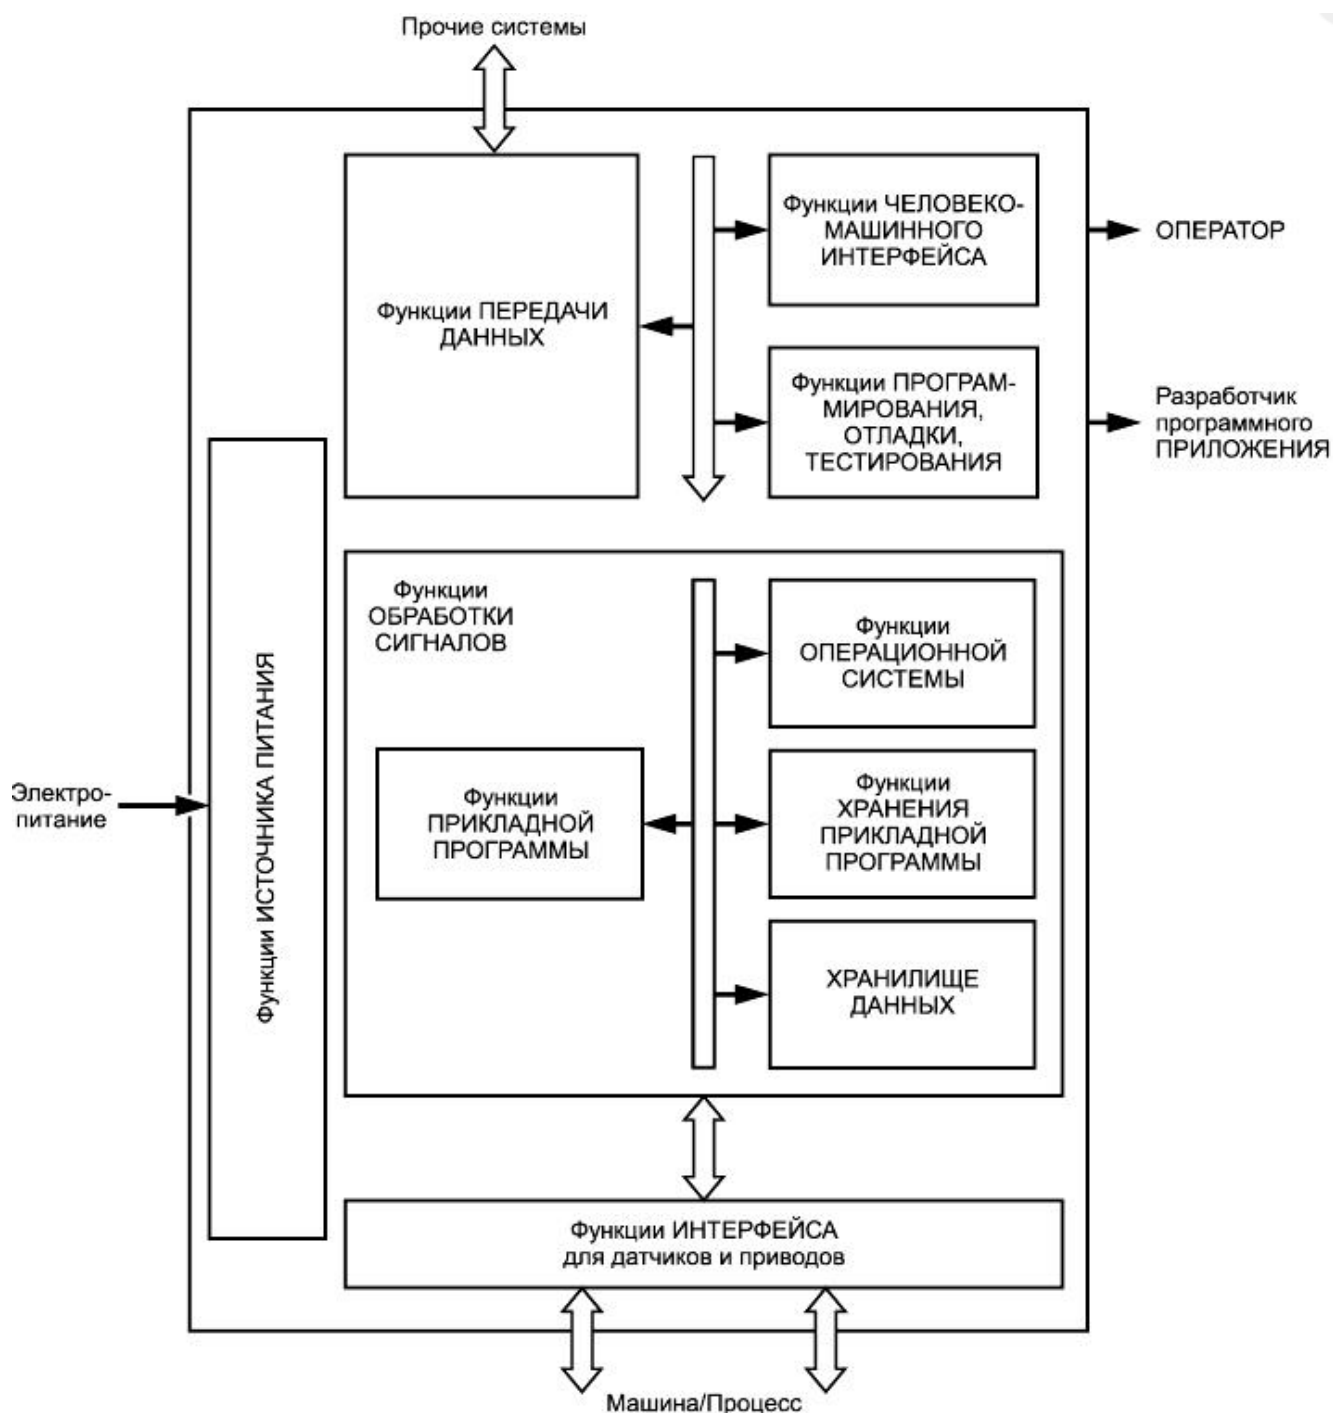 Прочие системы
Функции ПЕРЕДАЧИ
ДАННЫХ
Функции ЧЕЛОВЕКО-
МАШИННОГО
ИНТЕРФЕЙСА
ОПЕРАТОР
Функции ПРОГРАМ-
МИРОВАНИЯ,
ОТЛАДКИ,
ТЕСТИРОВАНИЯ
Разработчик
программного
ПРИЛОЖЕНИЯ
Электро-
питание
Функции ИСТОЧНИКА ПИТАНИЯ
Функции
ОБРАБОТКИ
СИГНАЛОВ
Функции
ОПЕРАЦИОННОЙ
СИСТЕМЫ
Функции
ПРИКЛАДНОЙ
ПРОГРАММЫ
Функции
ХРАНЕНИЯ
ПРИКЛАДНОЙ
ПРОГРАММЫ
ХРАНИЛИЩЕ
ДАННЫХ
Функции ИНТЕРФЕЙСА
для датчиков и приводов
Машина/Процесс